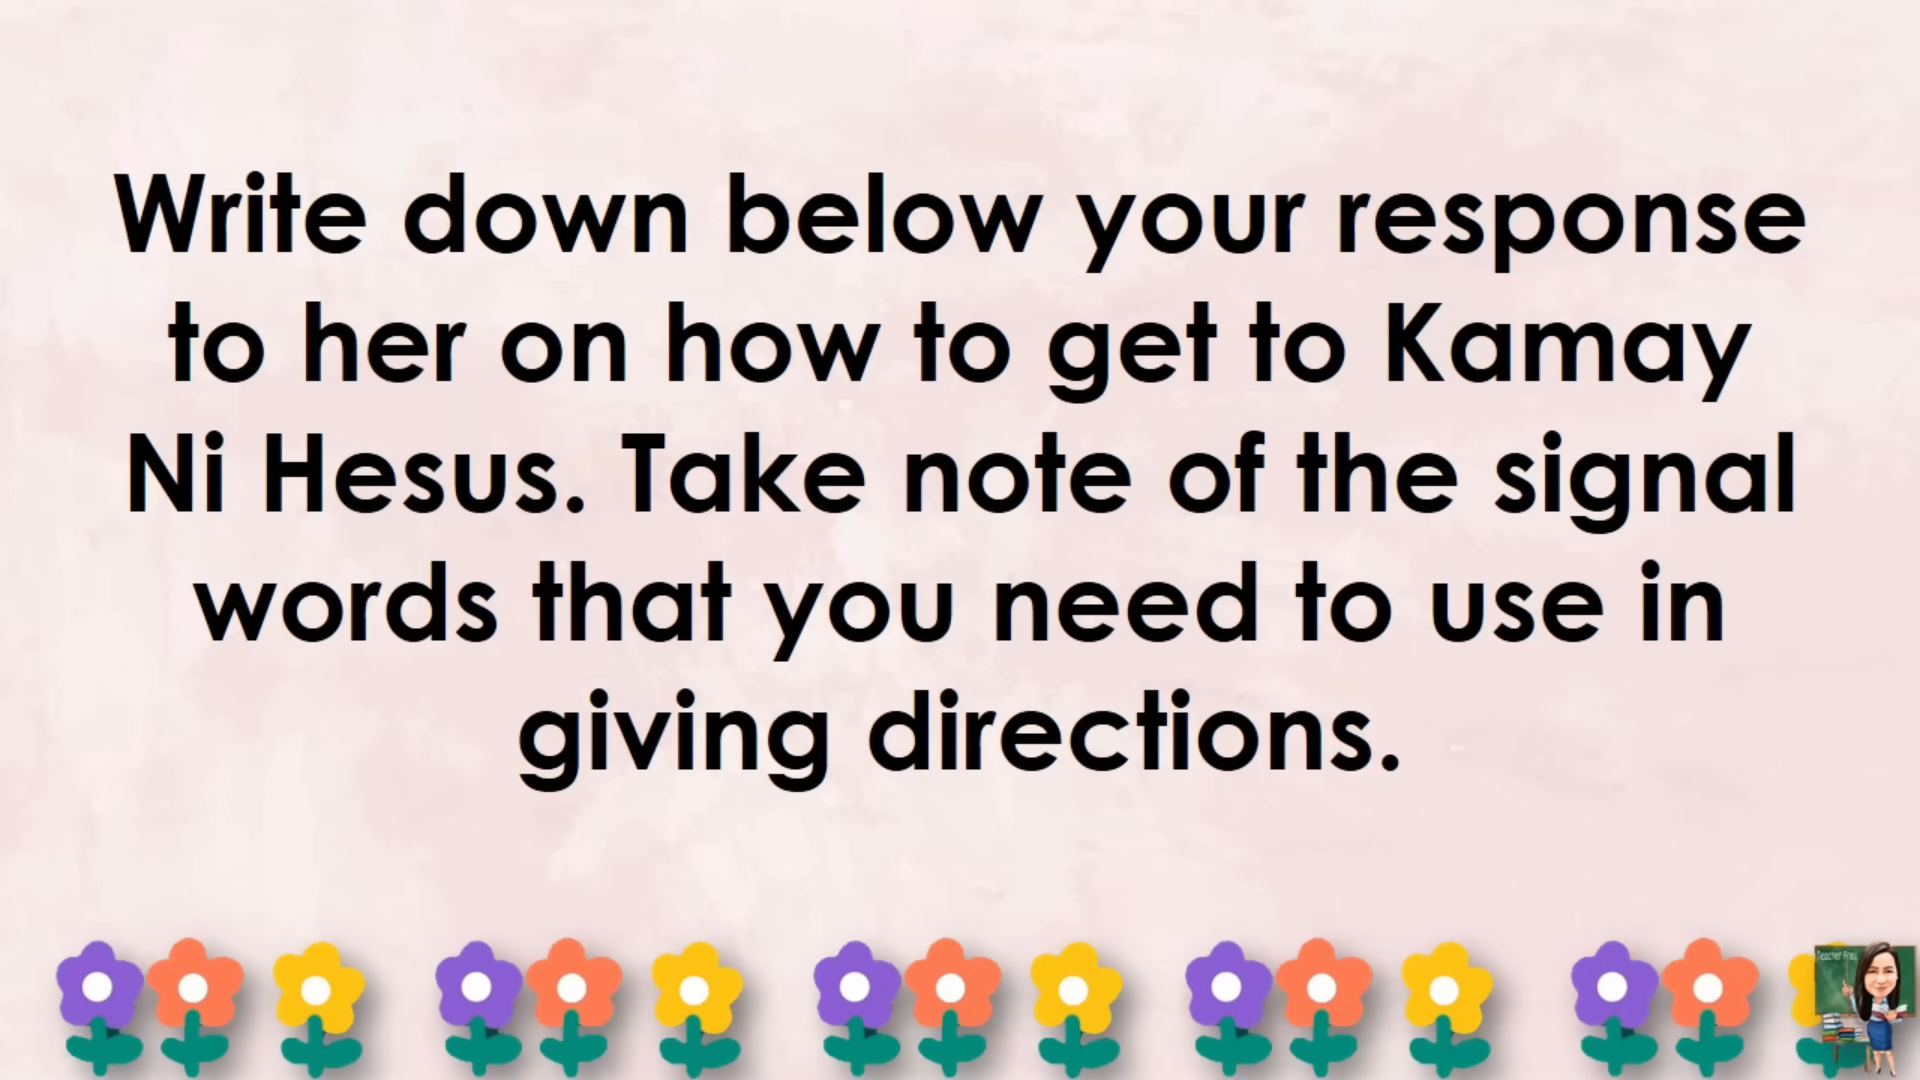 Write down below your response
to her on how to get to Kamay
Ni Hesus. Take note of the signal
words that you need to use in
giving directions.